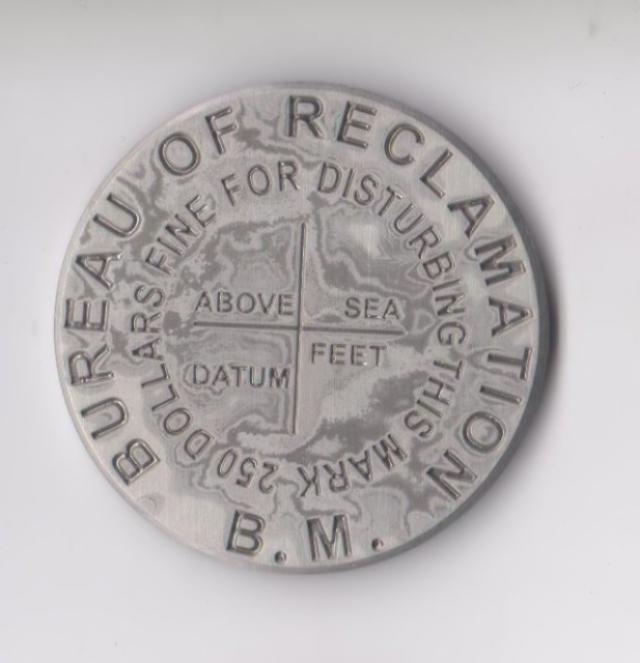 BUREAU OF RECLAMATION
250 DOLLARS FINE FOR DISTURBING THIS MARK
ABOVE SEA
DATUM FEET
B.M.